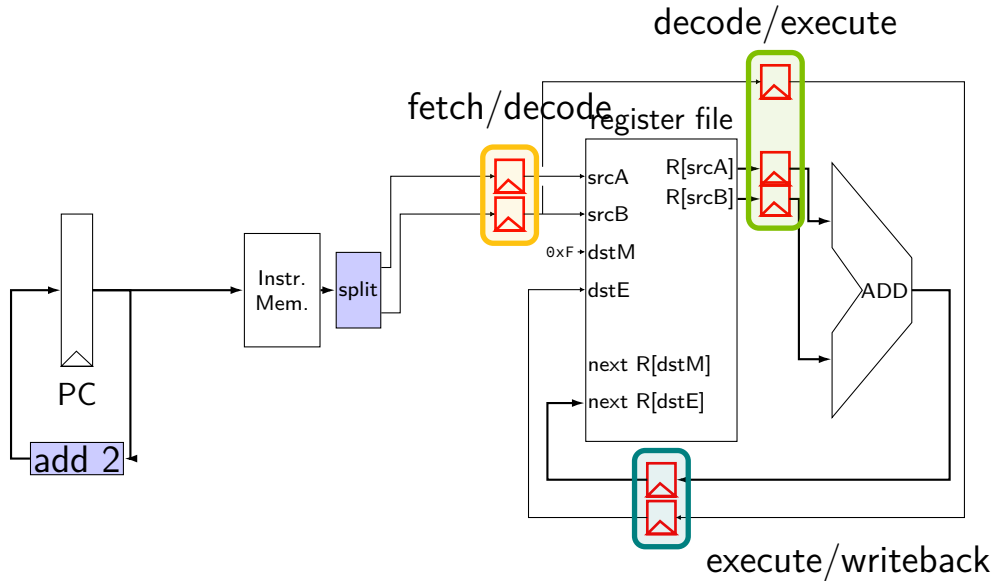 decode/execute
fetch/decode
register file
srcA
R[srcA]
srcB
R[srcB]
0xF
dstM
Instr.
Mem.
split
dstE
ADD
next R[dstM]
PC
next R[dstE]
add 2
execute/writeback